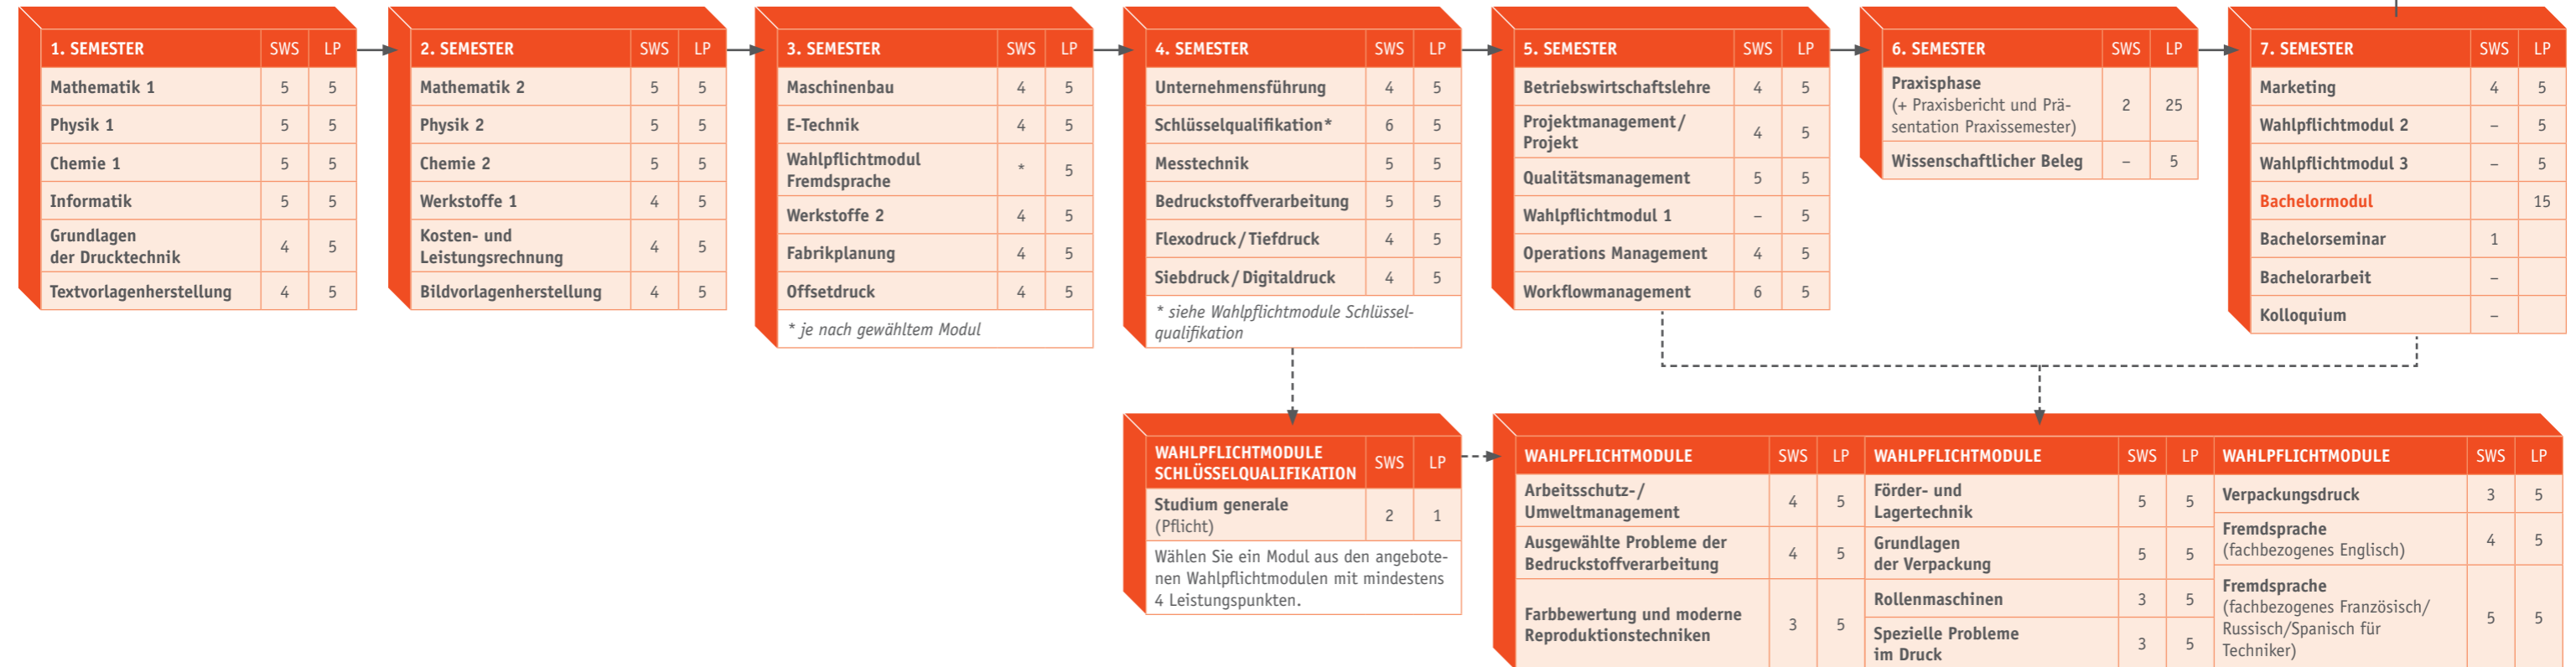 1. SEMESTER SWS LP
Mathematik 1 5 5
Physik 1 5 5
Chemie 1 5 5
Informatik 5 5
Grundlagen
der Drucktechnik 4 5
Textvorlagenherstellung 4 5
2. SEMESTER SWS LP
Mathematik 2 5 5
Physik 2 5 5
Chemie 2 5 5
Werkstoffe 1 4 5
Kosten- und
Leistungsrechnung 4 5
Bildvorlagenherstellung 4 5
3. SEMESTER SWS LP
Maschinenbau 4 5
E-Technik 4 5
Wahlpflichtmodul
Fremdsprache * 5
Werkstoffe 2 4 5
Fabrikplanung 4 5
Offsetdruck 4 5
* je nach gewähltem Modul
4. SEMESTER SWS LP
Unternehmensführung 4 5
Schlüsselqualifikation* 6 5
Messtechnik 5 5
Bedruckstoffverarbeitung 5 5
Flexodruck/Tiefdruck 4 5
Siebdruck/Digitaldruck 4 5
* siehe Wahlpflichtmodule Schlüssel-
qualifikation
5. SEMESTER SWS LP
Betriebswirtschaftslehre 4 5
Projektmanagement/
Projekt 4 5
Qualitätsmanagement 5 5
Wahlpflichtmodul 1 – 5
Operations Management 4 5
Workflowmanagement 6 5
6. SEMESTER SWS LP
Praxisphase
(+ Praxisbericht und Prä- 2 25
sentation Praxissemester)
Wissenschaftlicher Beleg – 5
7. SEMESTER SWS LP
Marketing 4 5
Wahlpflichtmodul 2 – 5
Wahlpflichtmodul 3 – 5
Bachelormodul 15
Bachelorseminar 1
Bachelorarbeit –
Kolloquium –
WAHLPFLICHTMODULE
SCHLÜSSELQUALIFIKATION SWS LP
Studium generale
(Pflicht) 2 1
Wählen Sie ein Modul aus den angebote-
nen Wahlpflichtmodulen mit mindestens
4 Leistungspunkten.
WAHLPFLICHTMODULE SWS LP
Arbeitsschutz-/
Umweltmanagement 4 5
Ausgewählte Probleme der
Bedruckstoffverarbeitung 4 5
Farbbewertung und moderne
Reproduktionstechniken 3 5
WAHLPFLICHTMODULE SWS LP
Förder- und
Lagertechnik 5 5
Grundlagen
der Verpackung 5 5
Rollenmaschinen 3 5
Spezielle Probleme
im Druck 3 5
WAHLPFLICHTMODULE SWS LP
Verpackungsdruck 3 5
Fremdsprache
(fachbezogenes Englisch) 4 5
Fremdsprache
(fachbezogenes Französisch/
Russisch/Spanisch für 5 5
Techniker)